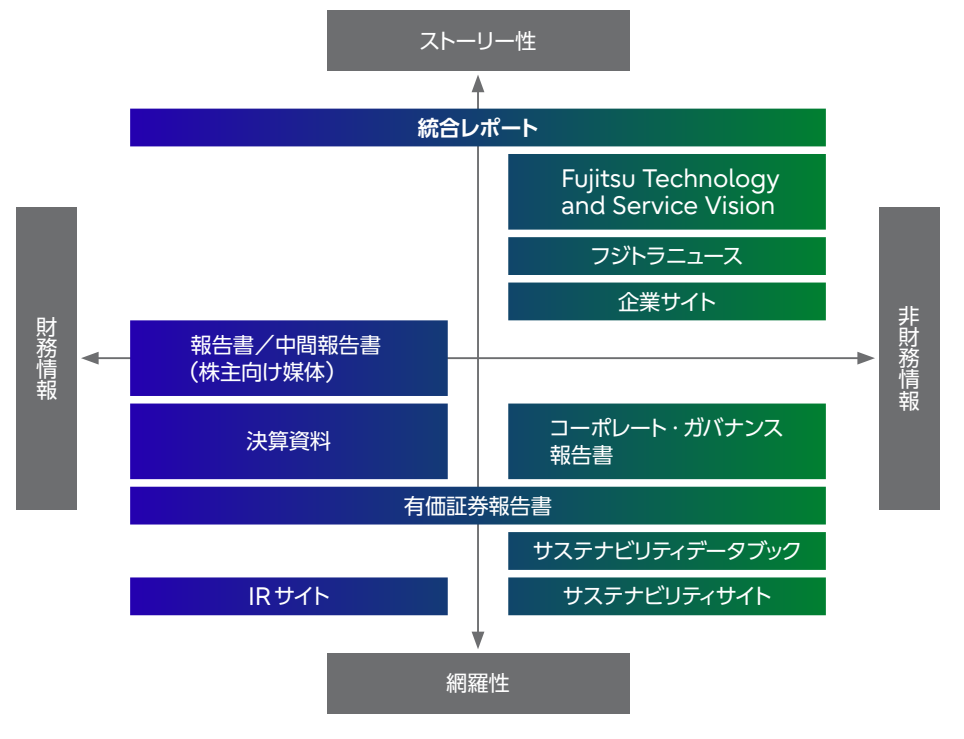 ストーリー性
統合レポート
Fujitsu Technology
and Service Vision
フジトラニュース
企業サイト
財務情報
非財務情報
報告書／中間報告書
(株主向け媒体)
決算資料
コーポレート・ガバナンス
報告書
有価証券報告書
サステナビリティデータブック
IRサイト
サステナビリティサイト
網羅性